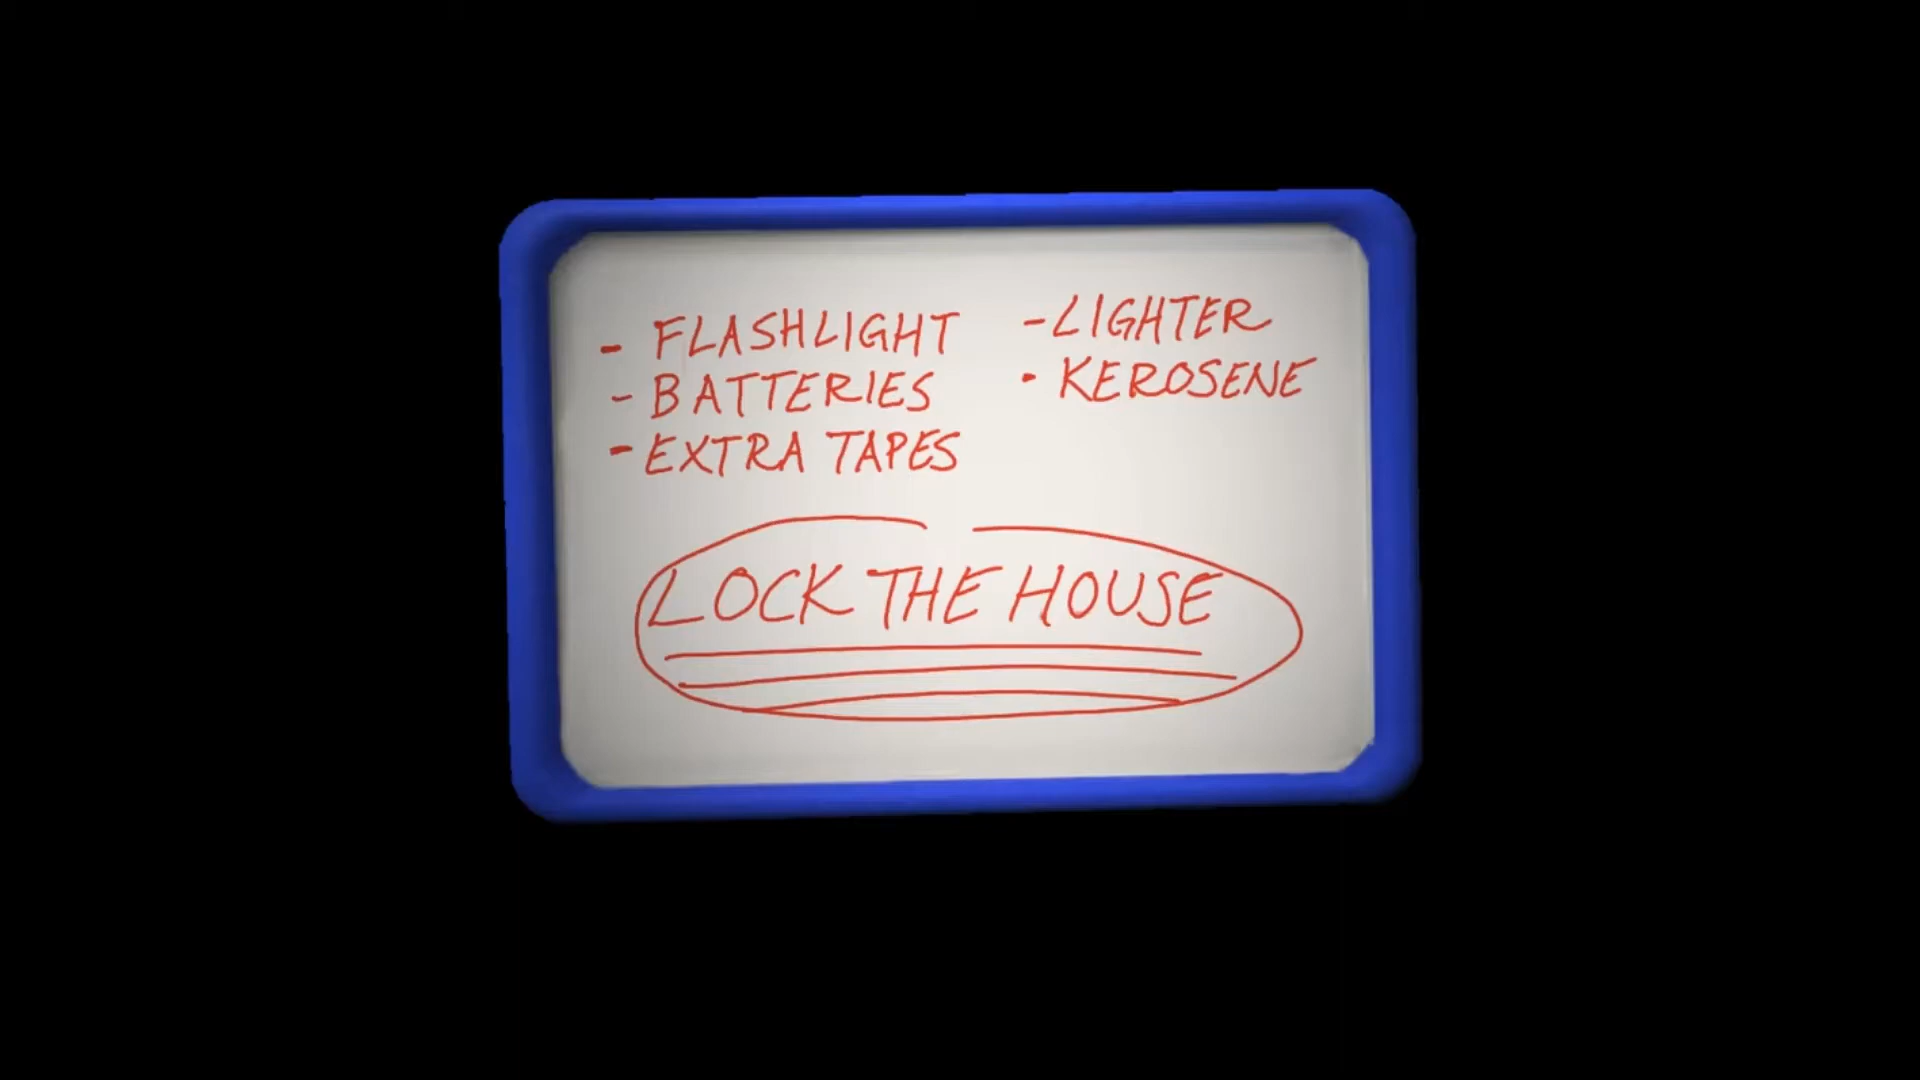 - FLASHLIGHT
- BATTERIES
- EXTRA TAPES
- LIGHTER
- KEROSENE
LOCK THE HOUSE